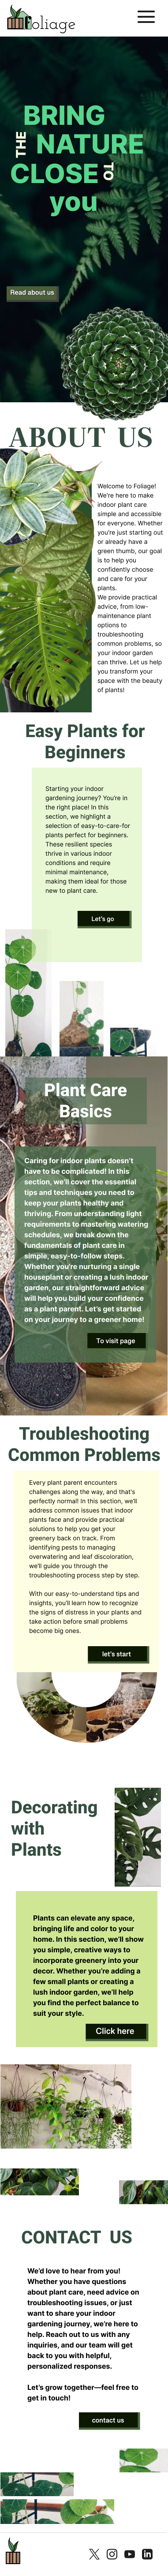 foliage
BRING
THE NATURE
CLOSE TO
you
Read about us
ABOUT US
Welcome to Foliage!
We're here to make
indoor plant care
simple and accessible
for everyone. Whether
you're just starting out
or already have a
green thumb, our goal
is to help you
confidently choose
and care for your
plants.
We provide practical
advice, from low-
maintenance plant
options to
troubleshooting
common problems, so
your indoor garden
can thrive. Let us help
you transform your
space with the beauty
of plants!
Easy Plants for
Beginners
Starting your indoor
gardening journey? You're in
the right place! In this
section, we highlight a
selection of easy-to-care-for
plants perfect for beginners.
These resilient species
thrive in various indoor
conditions and require
minimal maintenance,
making them ideal for those
new to plant care.
Let's go
Plant Care
Basics
Caring for indoor plants doesn't
have to be complicated! In this
section, we'll cover the essential
tips and techniques you need to
keep your plants healthy and
thriving. From understanding light
requirements to mastering watering
schedules, we break down the
fundamentals of plant care in
simple, easy-to-follow steps.
Whether you're nurturing a single
houseplant or creating a lush indoor
garden, our straightforward advice
will help you build your confidence
as a plant parent. Let's get started
on your journey to a greener home!
To visit page
Troubleshooting
Common Problems
Every plant parent encounters
challenges along the way, and that's
perfectly normal! In this section, we'll
address common issues that indoor
plants face and provide practical
solutions to help you get your
greenery back on track. From
identifying pests to managing
overwatering and leaf discoloration,
we'll guide you through the
troubleshooting process step by step.
With our easy-to-understand tips and
insights, you'll learn how to recognize
the signs of distress in your plants and
take action before small problems
become big ones.
let's start
Decorating
with
Plants
Plants can elevate any space,
bringing life and color to your
home. In this section, we'll show
you simple, creative ways to
incorporate greenery into your
decor. Whether you're adding a
few small plants or creating a
lush indoor garden, we'll help
you find the perfect balance to
suit your style.
Click here
CONTACT US
We'd love to hear from you!
Whether you have questions
about plant care, need advice on
troubleshooting issues, or just
want to share your indoor
gardening journey, we're here to
help. Reach out to us with any
inquiries, and our team will get
back to you with helpful,
personalized responses.
Let's grow together—feel free to
get in touch!
contact us